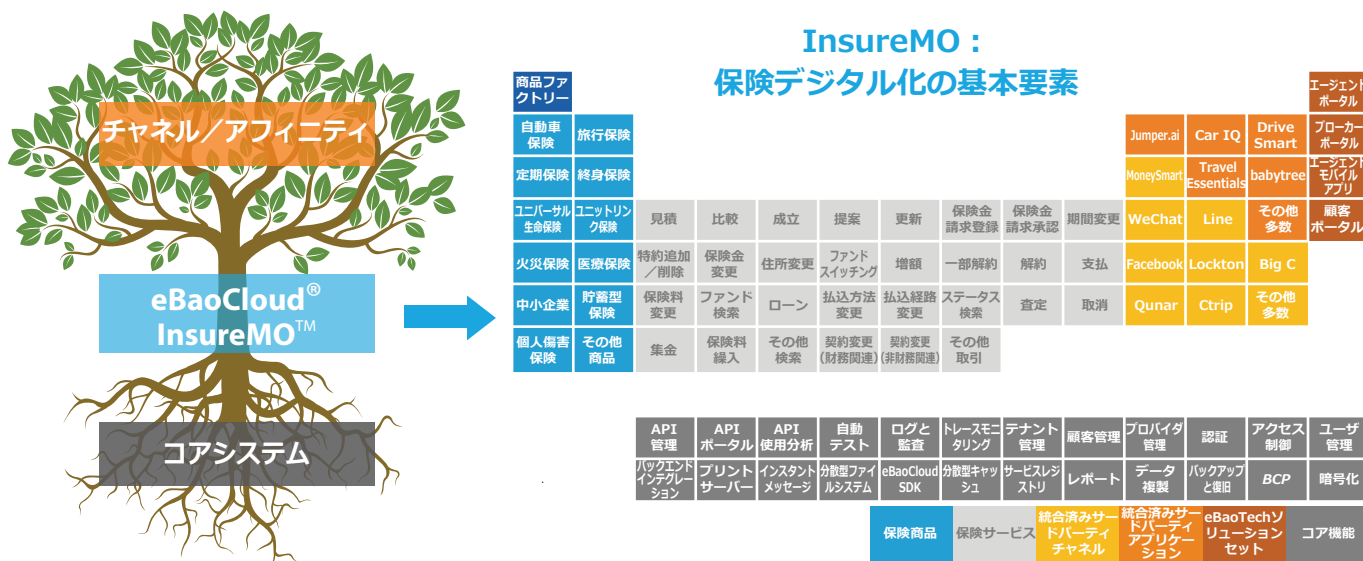 InsureMO：
保険デジタル化の基本要素
チャネル／アフィニティ
eBaoCloud®
InsureMO™
コアシステム
商品ファ
クトリー
エージェント
ポータル
自動車
保険
旅行保険
Jumper.ai
Car IQ
Drive
Smart
ブローカー
ポータル
定期保険
終身保険
MoneySmart
Travel
Essentials
babytree
エージェント
モバイル
アプリ
ユニバーサル
生命保険
ユニットリン
ク保険
見積
比較
成立
提案
更新
保険金
請求登録
保険金
請求承認
期間変更
WeChat
Line
その他
多数
顧客
ポータル
火災保険
医療保険
特約追加
／削除
保険金
変更
住所変更
ファンド
スイッチング
増額
一部解約
解約
支払
Facebook
Lockton
Big C
中小企業
貯蓄型
保険
保険料
変更
ファンド
検索
ローン
払込方法
変更
払込経路
変更
ステータス
検索
査定
取消
Qunar
Ctrip
その他
多数
個人傷害
保険
その他
商品
集金
保険料
繰入
その他
検索
契約変更
(財務関連)
契約変更
(非財務関連)
その他
取引
API
管理
API
ポータル
API
使用分析
自動
テスト
ログと
監査
トレースモニ
タリング
テナント
管理
顧客管理
プロバイダ
管理
認証
アクセス
制御
ユーザ
管理
バックエンド
インテグレー
ション
プリント
サーバー
インスタント
メッセージ
分散型ファイ
ルシステム
eBaoCloud
SDK
分散型キャッ
シュ
サービスレジ
ストリ
レポート
データ
複製
バックアップ
と復旧
BCP
暗号化
保険商品
保険サービス
統合済みサー
ドパーティ
チャネル
統合済みサー
ドパーティ
アプリケー
ション
eBaoTechソ
リューション
セット
コア機能